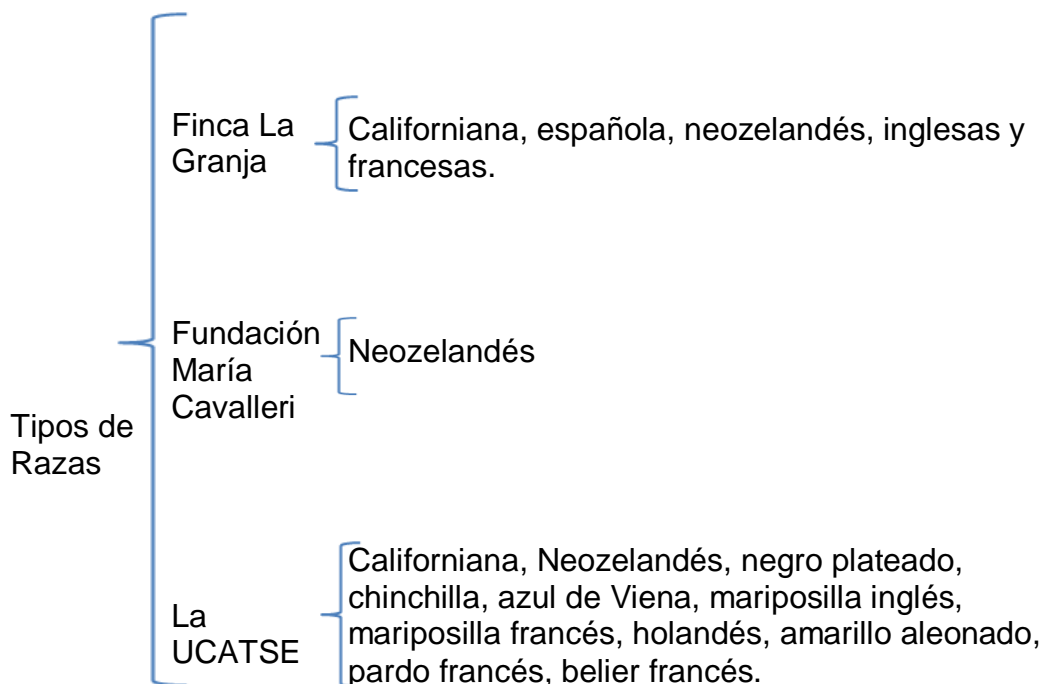 Tipos de
Razas
Finca La
Granja
Californiana, española, neozelandés, inglesas y
francesas.
Fundación
María
Cavalleri
Neozelandés
La
UCATSE
Californiana, Neozelandés, negro plateado,
chinchilla, azul de Viena, mariposilla inglés,
mariposilla francés, holandés, amarillo aleonado,
pardo francés, belier francés.